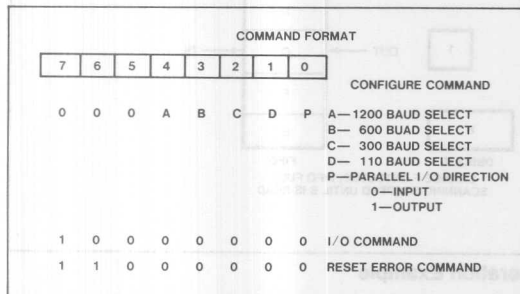 COMMAND FORMAT
7 6 5 4 3 2 1 0
CONFIGURE COMMAND
0 0 0 A B C D P A—1200 BAUD SELECT
B— 600 BUAD SELECT
C— 300 BAUD SELECT
D— 110 BAUD SELECT
P—PARALLEL I/O DIRECTION
0—INPUT
1—OUTPUT
1 0 0 0 0 0 0 0 I/O COMMAND
1 1 0 0 0 0 0 0 RESET ERROR COMMAND